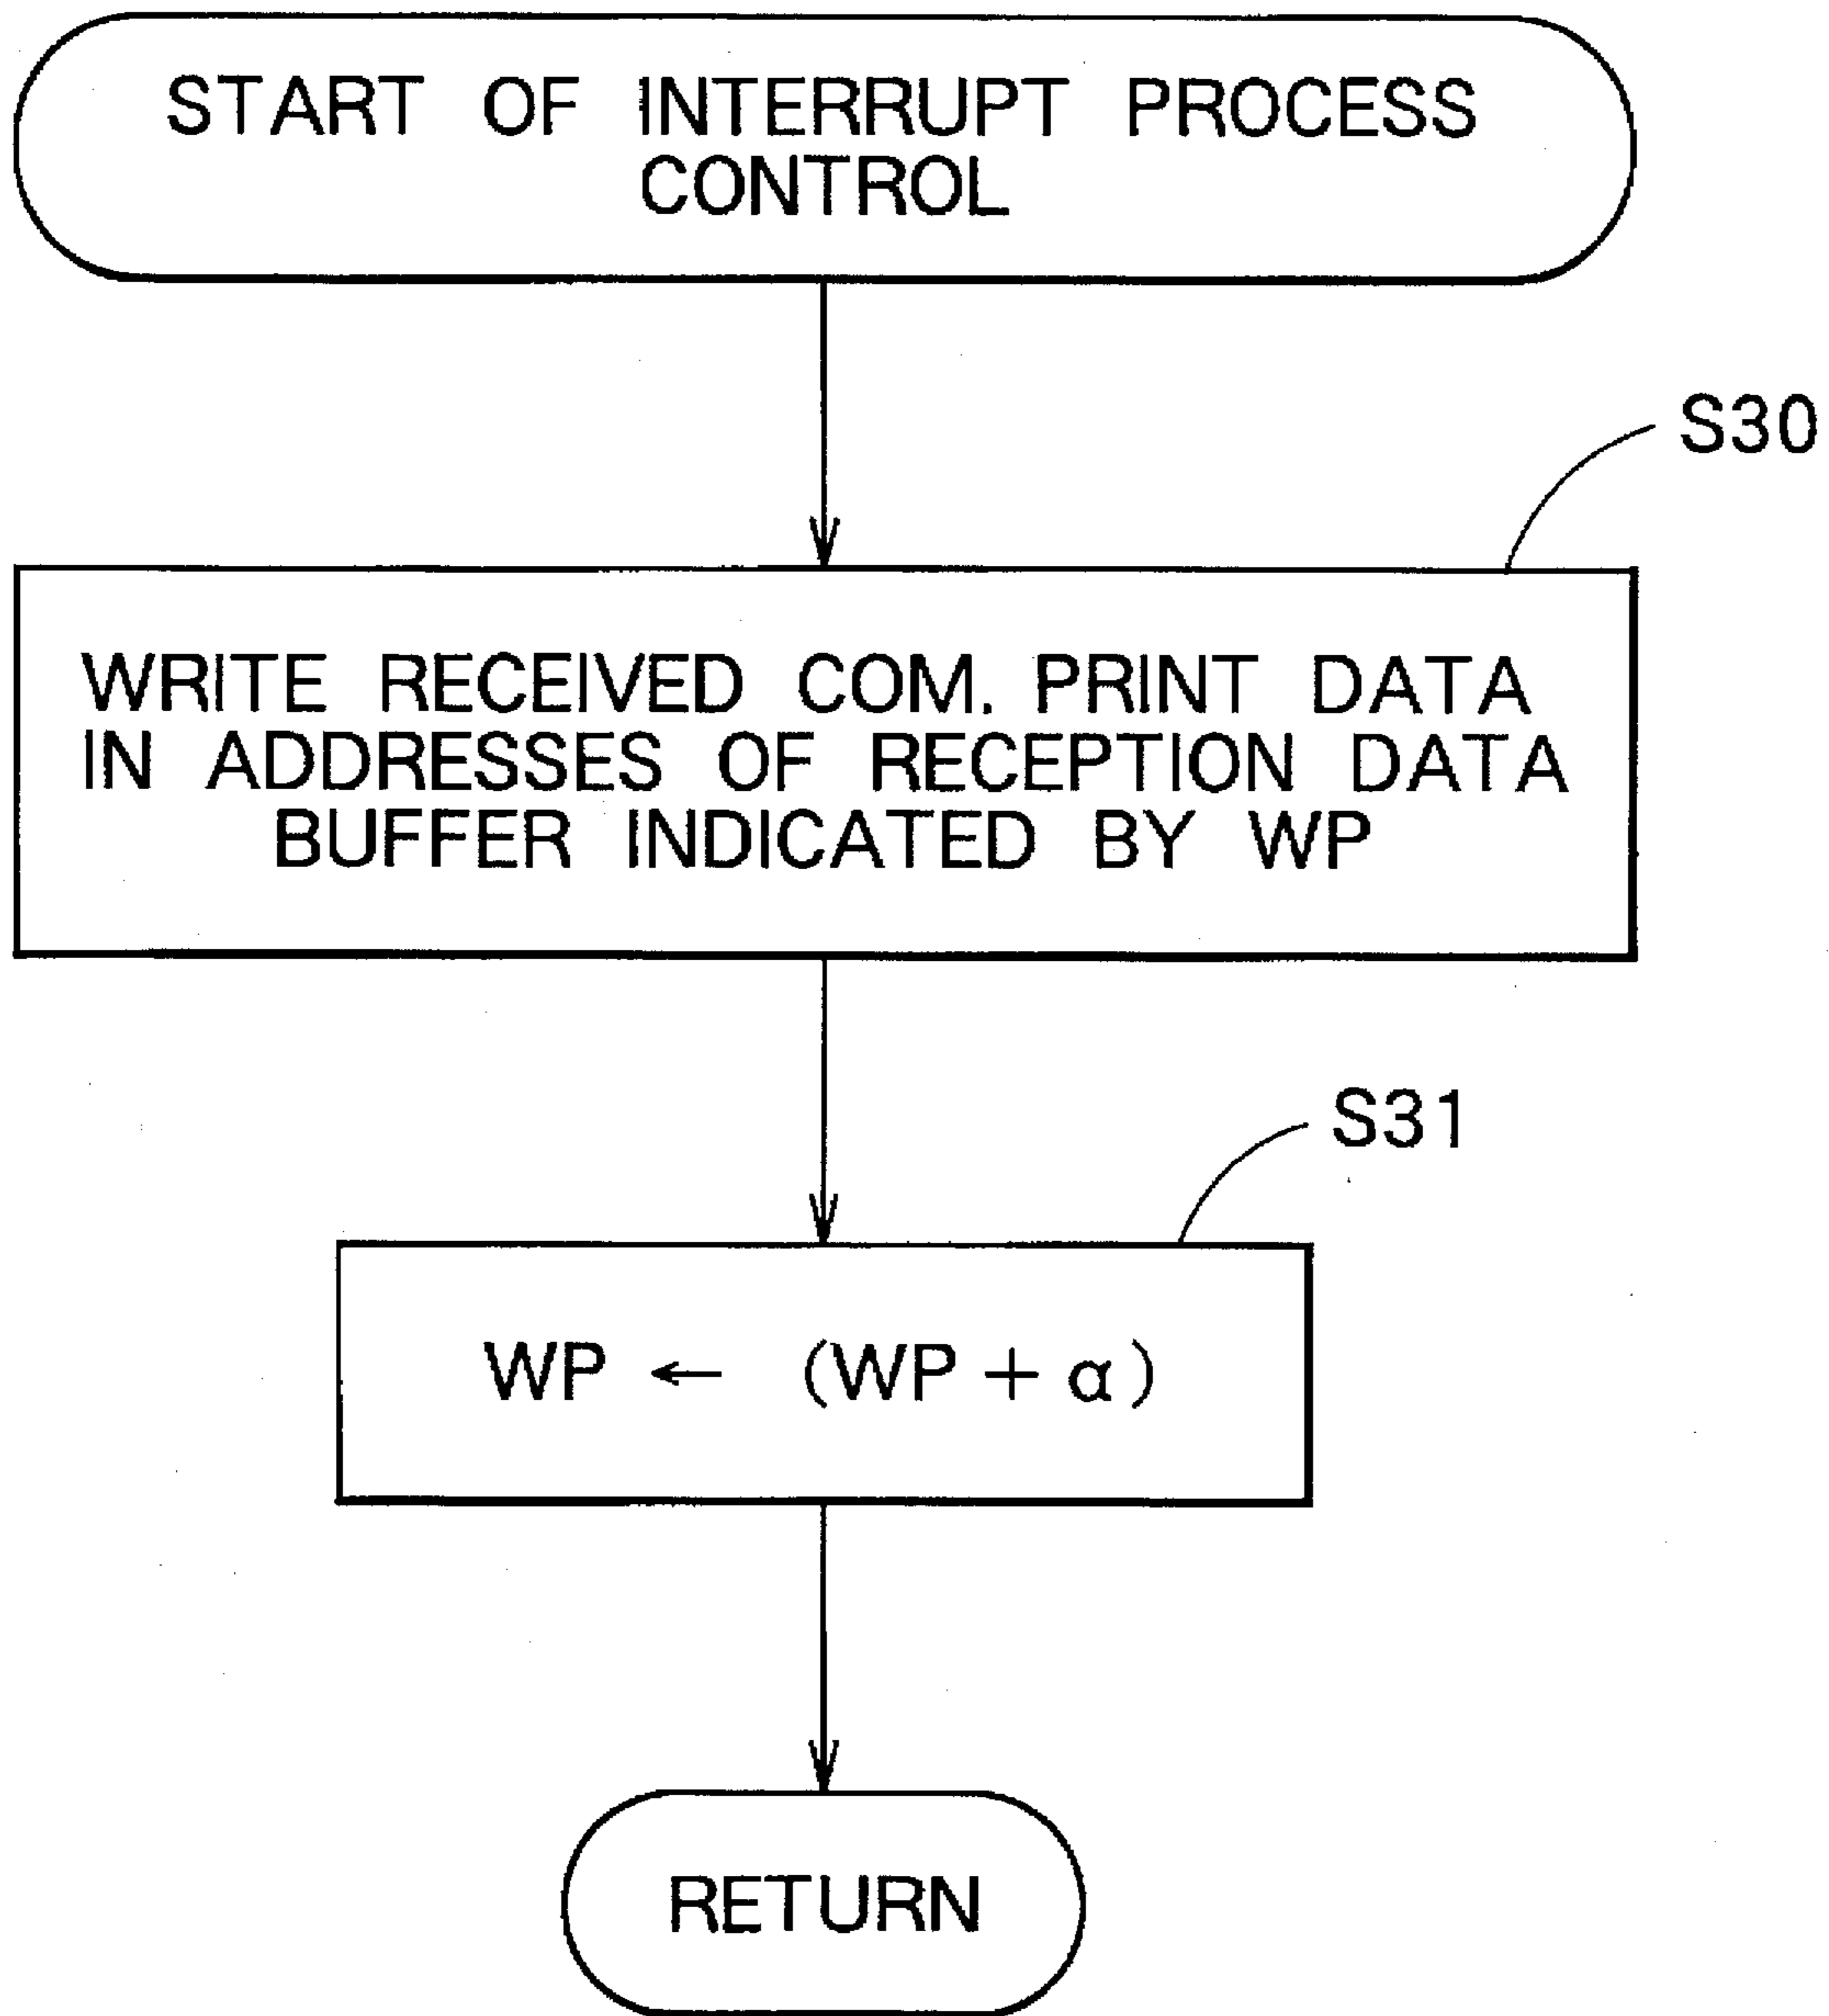 START OF INTERRUPT PROCESS
CONTROL
S30
WRITE RECEIVED COM. PRINT DATA
IN ADDRESSES OF RECEPTION DATA
BUFFER INDICATED BY WP
S31
WP ← (WP + α)
RETURN